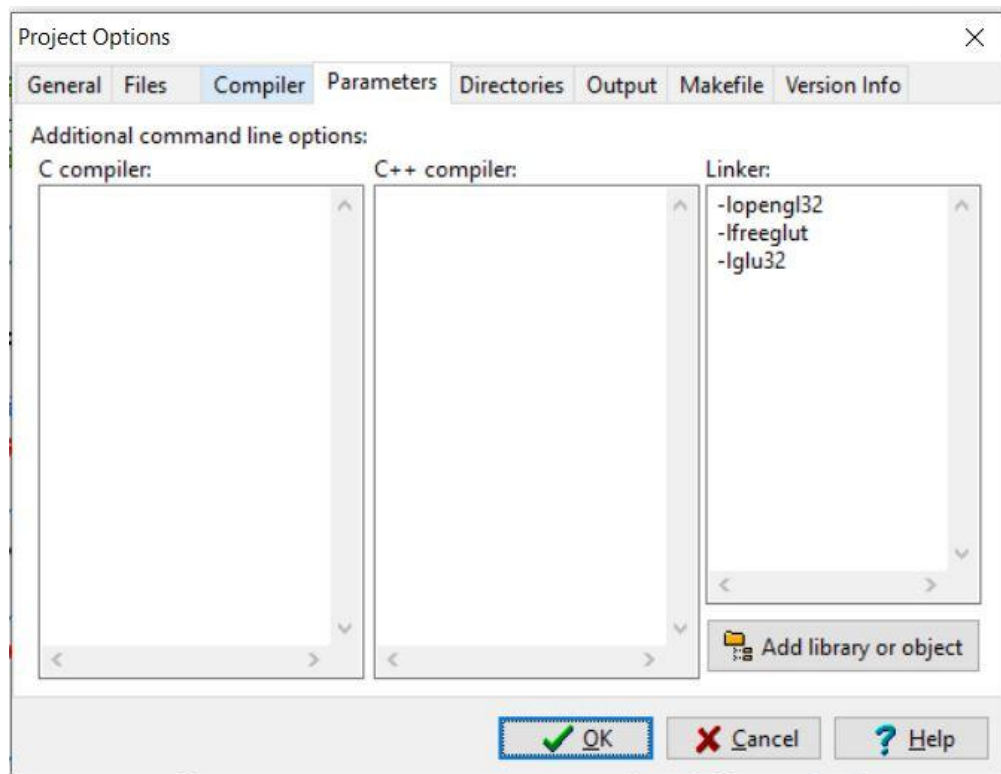 Project Options
General Files Compiler Parameters Directories Output Makefile Version Info
Additional command line options:
C compiler: C++ compiler: Linker:
-lopengl32
-lfreeglut
-lglu32
Add library or object
OK Cancel Help